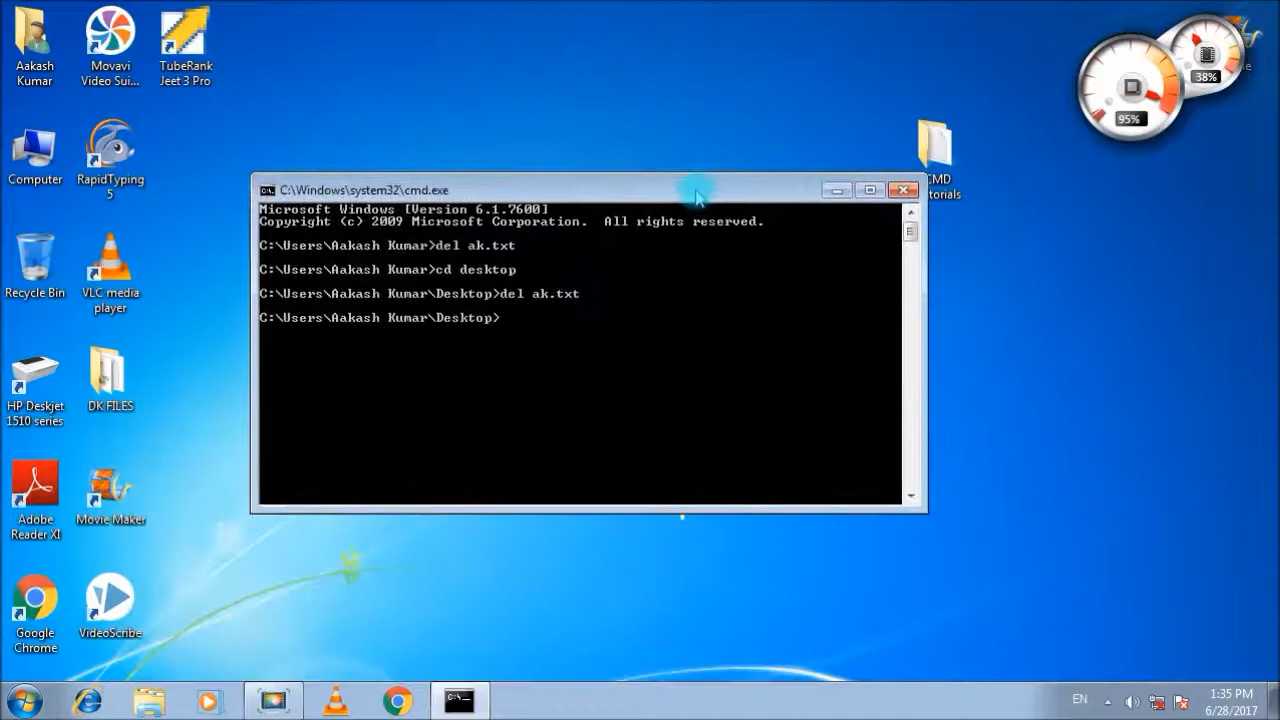 Aakash
Kumar
Movavi
Video Sui...
TubeRank
Jeet 3 Pro
38%
95%
Computer
RapidTyping
5
CMD
torials
C:\Windows\system32\cmd.exe
Microsoft Windows [Version 6.1.7600]
Copyright (c) 2009 Microsoft Corporation.  All rights reserved.
C:\Users\Aakash Kumar>del ak.txt
C:\Users\Aakash Kumar>cd desktop
C:\Users\Aakash Kumar\Desktop>del ak.txt
C:\Users\Aakash Kumar\Desktop>
Recycle Bin
VLC media
player
HP Deskjet
1510 series
DK FILES
Adobe
Reader XI
Movie Maker
Google
Chrome
VideoScribe
C:\_
EN
1:35 PM
6/28/2017